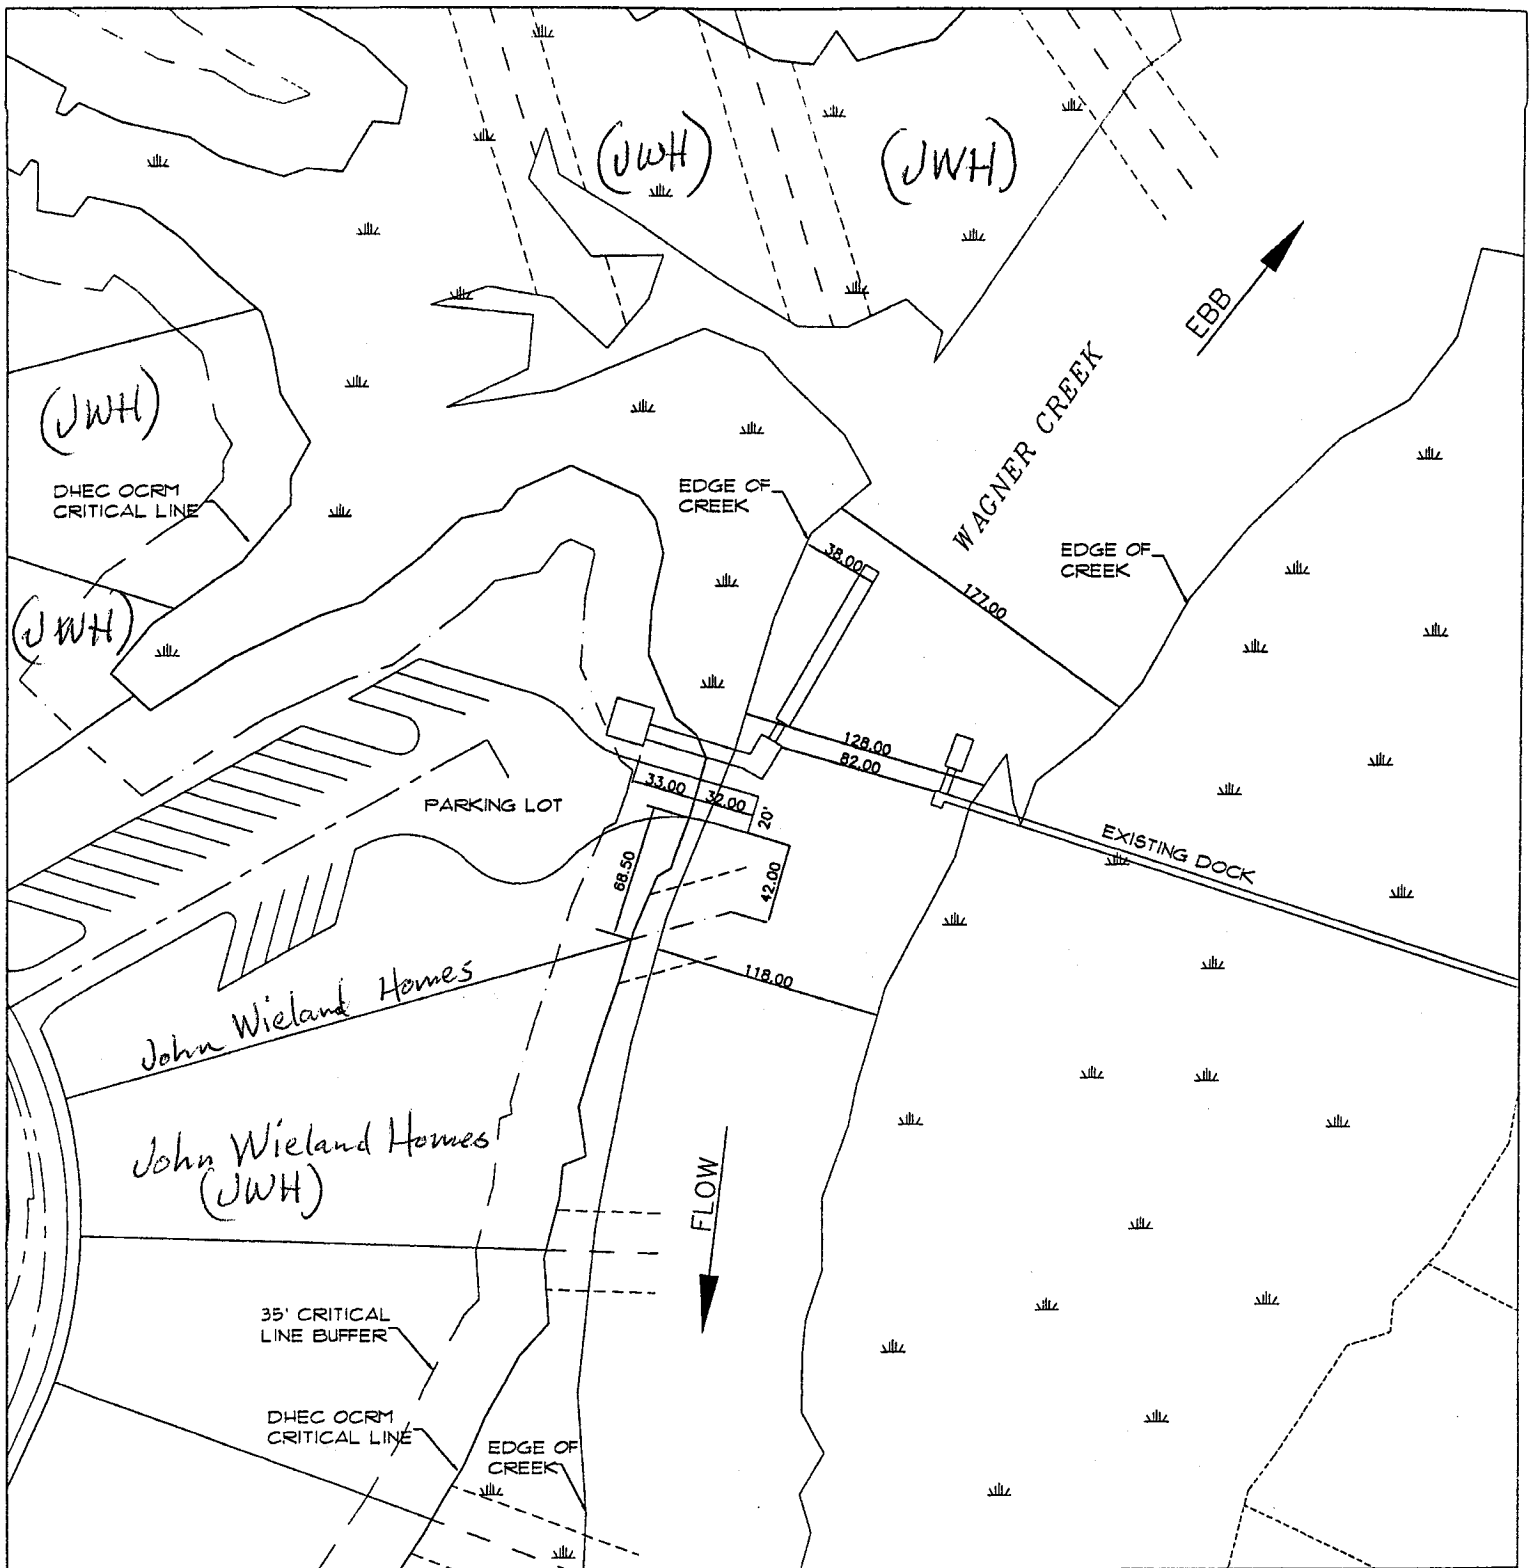 (JWH)
(JWH)
EBB
(JWH)
WAGNER CREEK
DHEC OCRM
CRITICAL LINE
EDGE OF
CREEK
EDGE OF
CREEK
38.00
177.00
(JWH)
128.00
82.00
33.00
32.00
20'
PARKING LOT
EXISTING DOCK
68.50
42.00
118.00
John Wieland Homes
John Wieland Homes
(JWH)
FLOW
35' CRITICAL
LINE BUFFER
DHEC OCRM
CRITICAL LINE
EDGE OF
CREEK